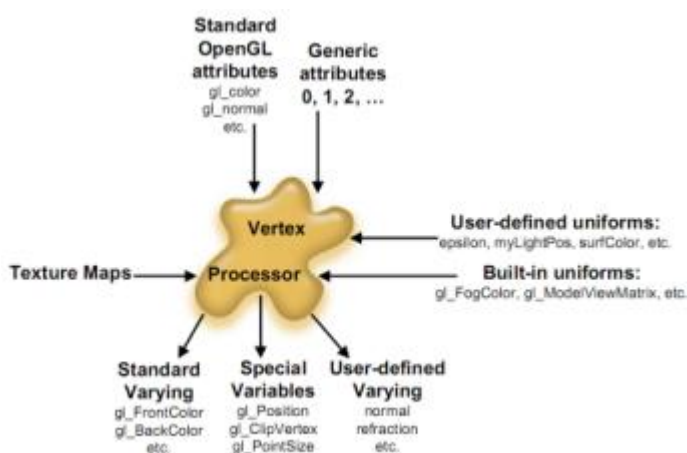 Standard
OpenGL
attributes
gl_color
gl_normal
etc.
Generic
attributes
0, 1, 2, ...
Vertex
Processor
User-defined uniforms:
epsilon, myLightPos, surfColor, etc.
Texture Maps
Built-in uniforms:
gl_FogColor, gl_ModelViewMatrix, etc.
Standard
Varying
gl_FrontColor
gl_BackColor
etc.
Special
Variables
gl_Position
gl_ClipVertex
gl_PointSize
User-defined
Varying
normal
refraction
etc.